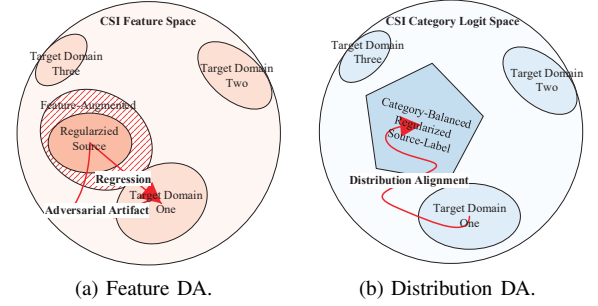 CSI Feature Space
Target Domain
Three
Target Domain
Two
Feature-Augmented
Regularzied
Source
Regression
Target Domain
One
Adversarial Artifact
(a) Feature DA.
CSI Category Logit Space
Target Domain
Three
Target Domain
Two
Category-Balanced
Regularized
Source-Label
Distribution Alignment
Target Domain
One
(b) Distribution DA.